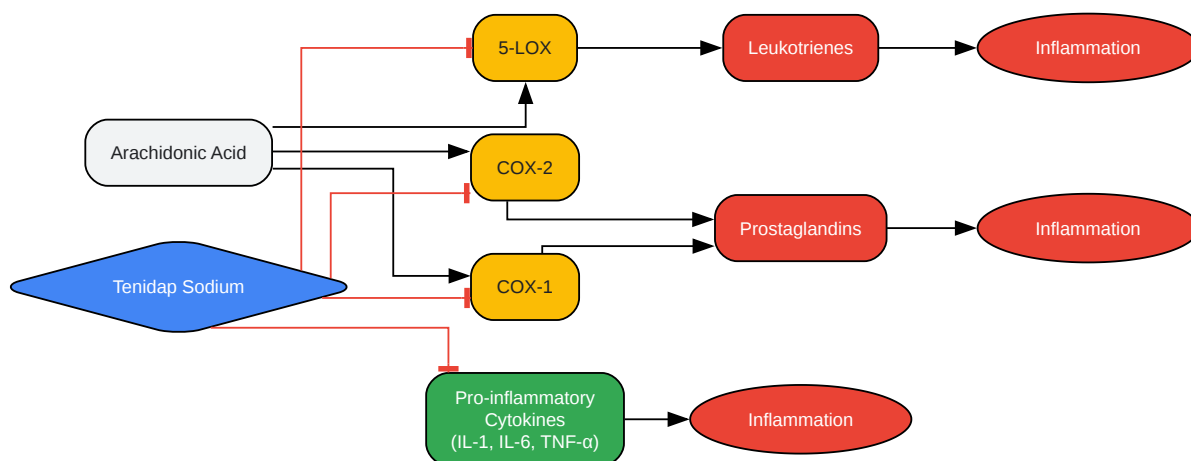 5-LOX
Leukotrienes
Inflammation
Arachidonic Acid
COX-2
Prostaglandins
Inflammation
Tenidap Sodium
COX-1
Pro-inflammatory
Cytokines
(IL-1, IL-6, TNF-α)
Inflammation